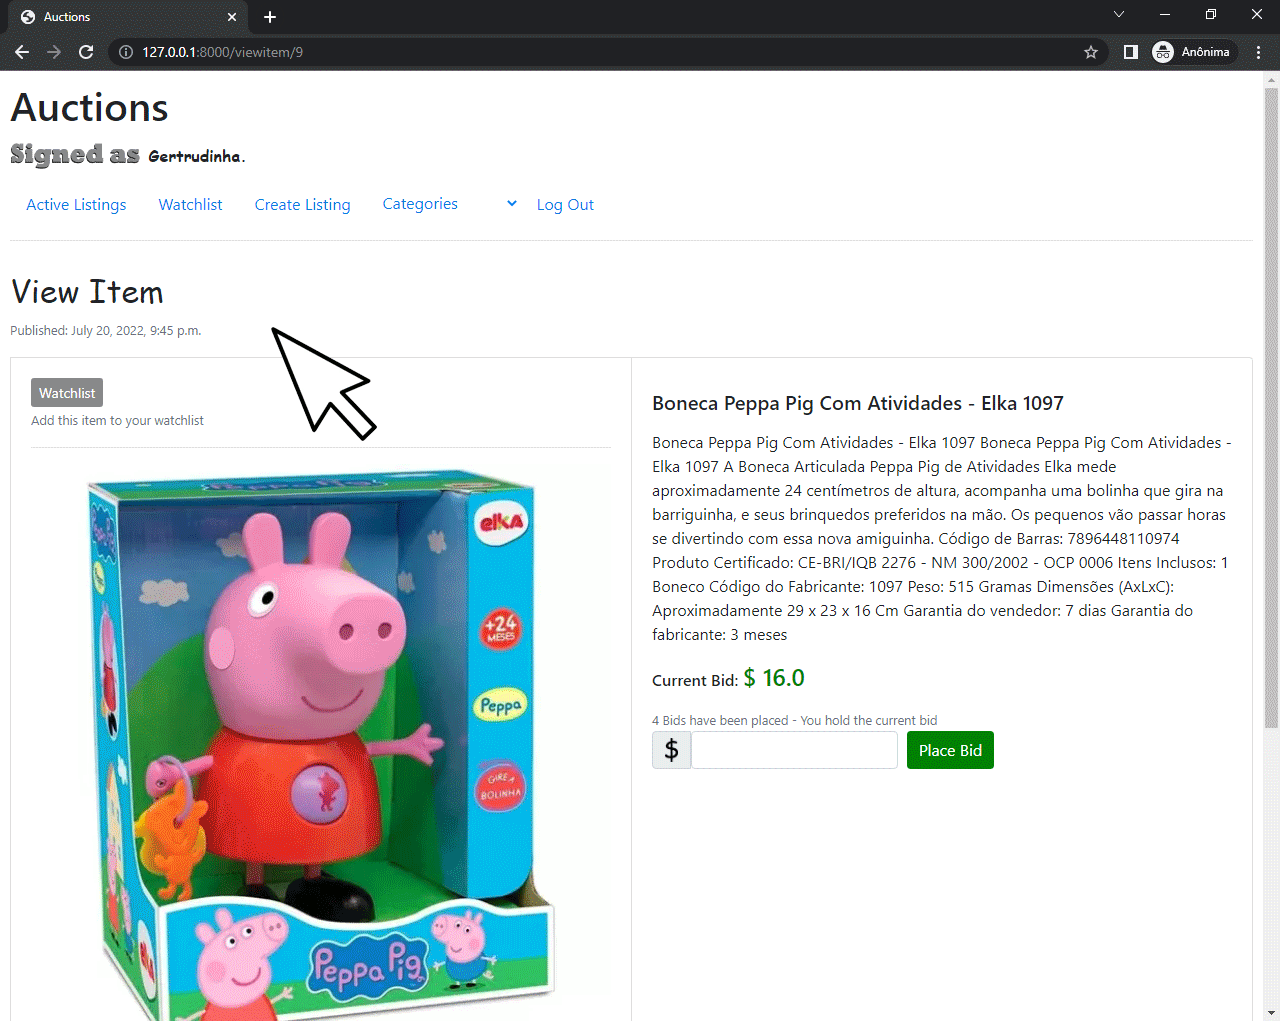 Auctions
127.0.0.1:8000/viewitem/9
Anônima
Auctions
Signed as Gertrudinha.
Active Listings Watchlist Create Listing Categories Log Out
View Item
Published: July 20, 2022, 9:45 p.m.
Watchlist
Add this item to your watchlist
Peppa Pig
elka
+24
MESES
Peppa
GIRE A
BOLINHA
Peppa Pig
elka
Boneca Peppa Pig Com Atividades - Elka 1097
Boneca Peppa Pig Com Atividades - Elka 1097 Boneca Peppa Pig Com Atividades -
Elka 1097 A Boneca Articulada Peppa Pig de Atividades Elka mede
aproximadamente 24 centímetros de altura, acompanha uma bolinha que gira na
barriguinha, e seus brinquedos preferidos na mão. Os pequenos vão passar horas
se divertindo com essa nova amiguinha. Código de Barras: 7896448110974
Produto Certificado: CE-BRI/IQB 2276 - NM 300/2002 - OCP 0006 Itens Inclusos: 1
Boneco Código do Fabricante: 1097 Peso: 515 Gramas Dimensões (AxLxC):
Aproximadamente 29 x 23 x 16 Cm Garantia do vendedor: 7 dias Garantia do
fabricante: 3 meses
Current Bid: $ 16.0
4 Bids have been placed - You hold the current bid
$ Place Bid